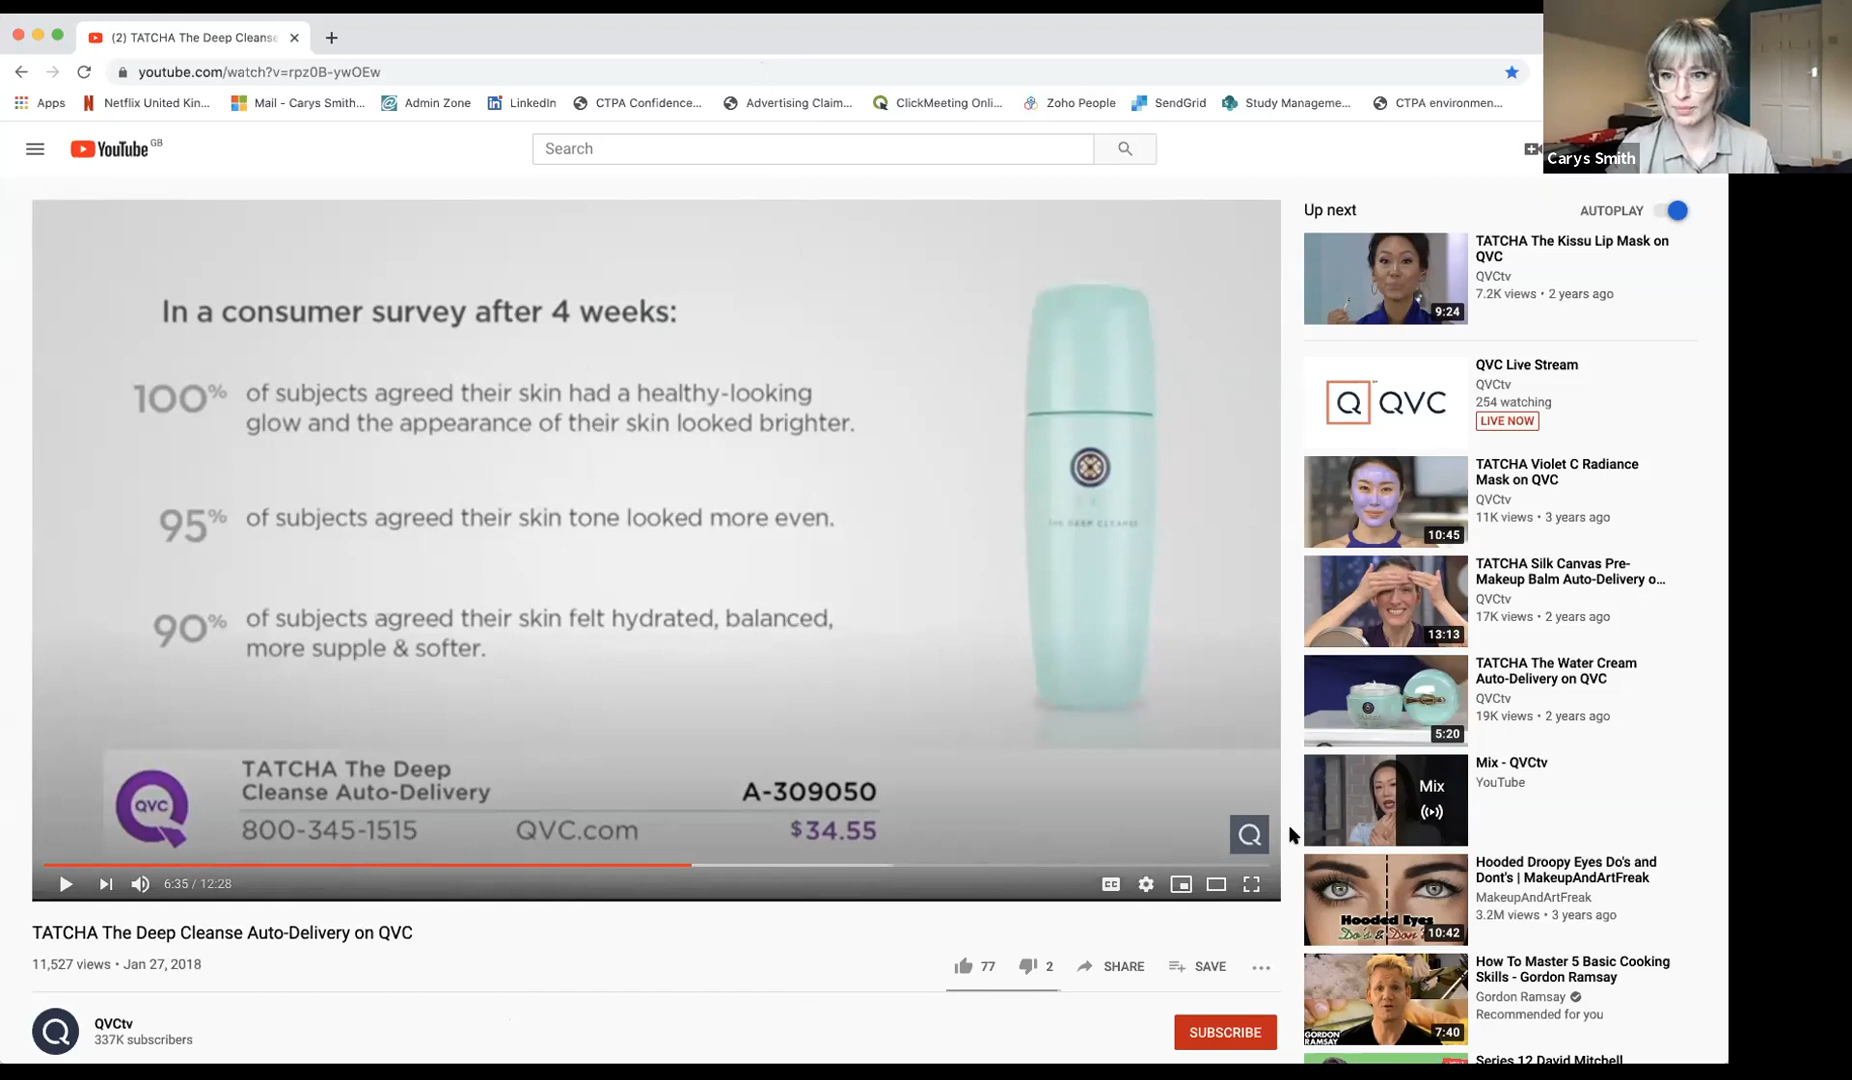 (2) TATCHA The Deep Cleanse
youtube.com/watch?v=rpz0B-ywOEw
Apps
Netflix United Kin...
Mail - Carys Smith...
Admin Zone
LinkedIn
CTPA Confidence...
Advertising Claim...
ClickMeeting Onli...
Zoho People
SendGrid
Study Manageme...
CTPA environmen...
Carys Smith
YouTube GB
Search
In a consumer survey after 4 weeks:
100% of subjects agreed their skin had a healthy-looking
glow and the appearance of their skin looked brighter.
95% of subjects agreed their skin tone looked more even.
90% of subjects agreed their skin felt hydrated, balanced,
more supple & softer.
THE DEEP CLEANSE
QVC
TATCHA The Deep
Cleanse Auto-Delivery
A-309050
800-345-1515
QVC.com
$34.55
Q
6:35 / 12:28
CC
TATCHA The Deep Cleanse Auto-Delivery on QVC
11,527 views • Jan 27, 2018
77
2
SHARE
SAVE
Q
QVCtv
337K subscribers
SUBSCRIBE
Up next
AUTOPLAY
9:24
TATCHA The Kissu Lip Mask on
QVC
QVCtv
7.2K views • 2 years ago
Q QVC
QVC Live Stream
QVCtv
254 watching
LIVE NOW
10:45
TATCHA Violet C Radiance
Mask on QVC
QVCtv
11K views • 3 years ago
13:13
TATCHA Silk Canvas Pre-
Makeup Balm Auto-Delivery o...
QVCtv
17K views • 2 years ago
5:20
TATCHA The Water Cream
Auto-Delivery on QVC
QVCtv
19K views • 2 years ago
Mix
Mix - QVCtv
YouTube
Hooded Eyes
Do's & Don'
10:42
Hooded Droopy Eyes Do's and
Dont's | MakeupAndArtFreak
MakeupAndArtFreak
3.2M views • 3 years ago
GORDON
RAMSAY
7:40
How To Master 5 Basic Cooking
Skills - Gordon Ramsay
Gordon Ramsay
Recommended for you
Series 12 David Mitchell